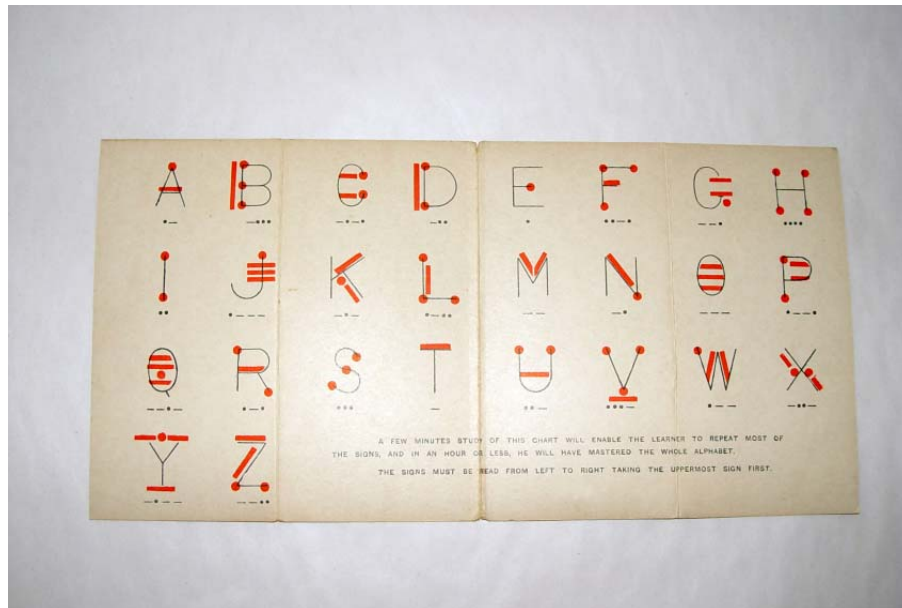 A B C D E F G H
•— —••• —•—• —•• • ••—• ——• ••••
I J K L M N O P
•• •——— —•— •—•• —— —• ——— •——•
Q R S T U V W X
——•— •—• ••• — ••— •••— •—— —••—
Y Z
—•—— ——••
A FEW MINUTES STUDY OF THIS CHART WILL ENABLE THE LEARNER TO REPEAT MOST OF
THE SIGNS, AND IN AN HOUR OR LESS, HE WILL HAVE MASTERED THE WHOLE ALPHABET.
THE SIGNS MUST BE READ FROM LEFT TO RIGHT TAKING THE UPPERMOST SIGN FIRST.